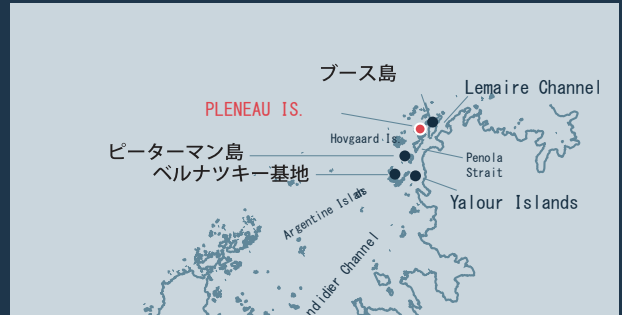 ブース島
Lemaire Channel
PLENEAU IS.
Hovgaard Is.
ピーターマン島
Penola
Strait
ベルナツキー基地
Yalour Islands
Argentine Islands